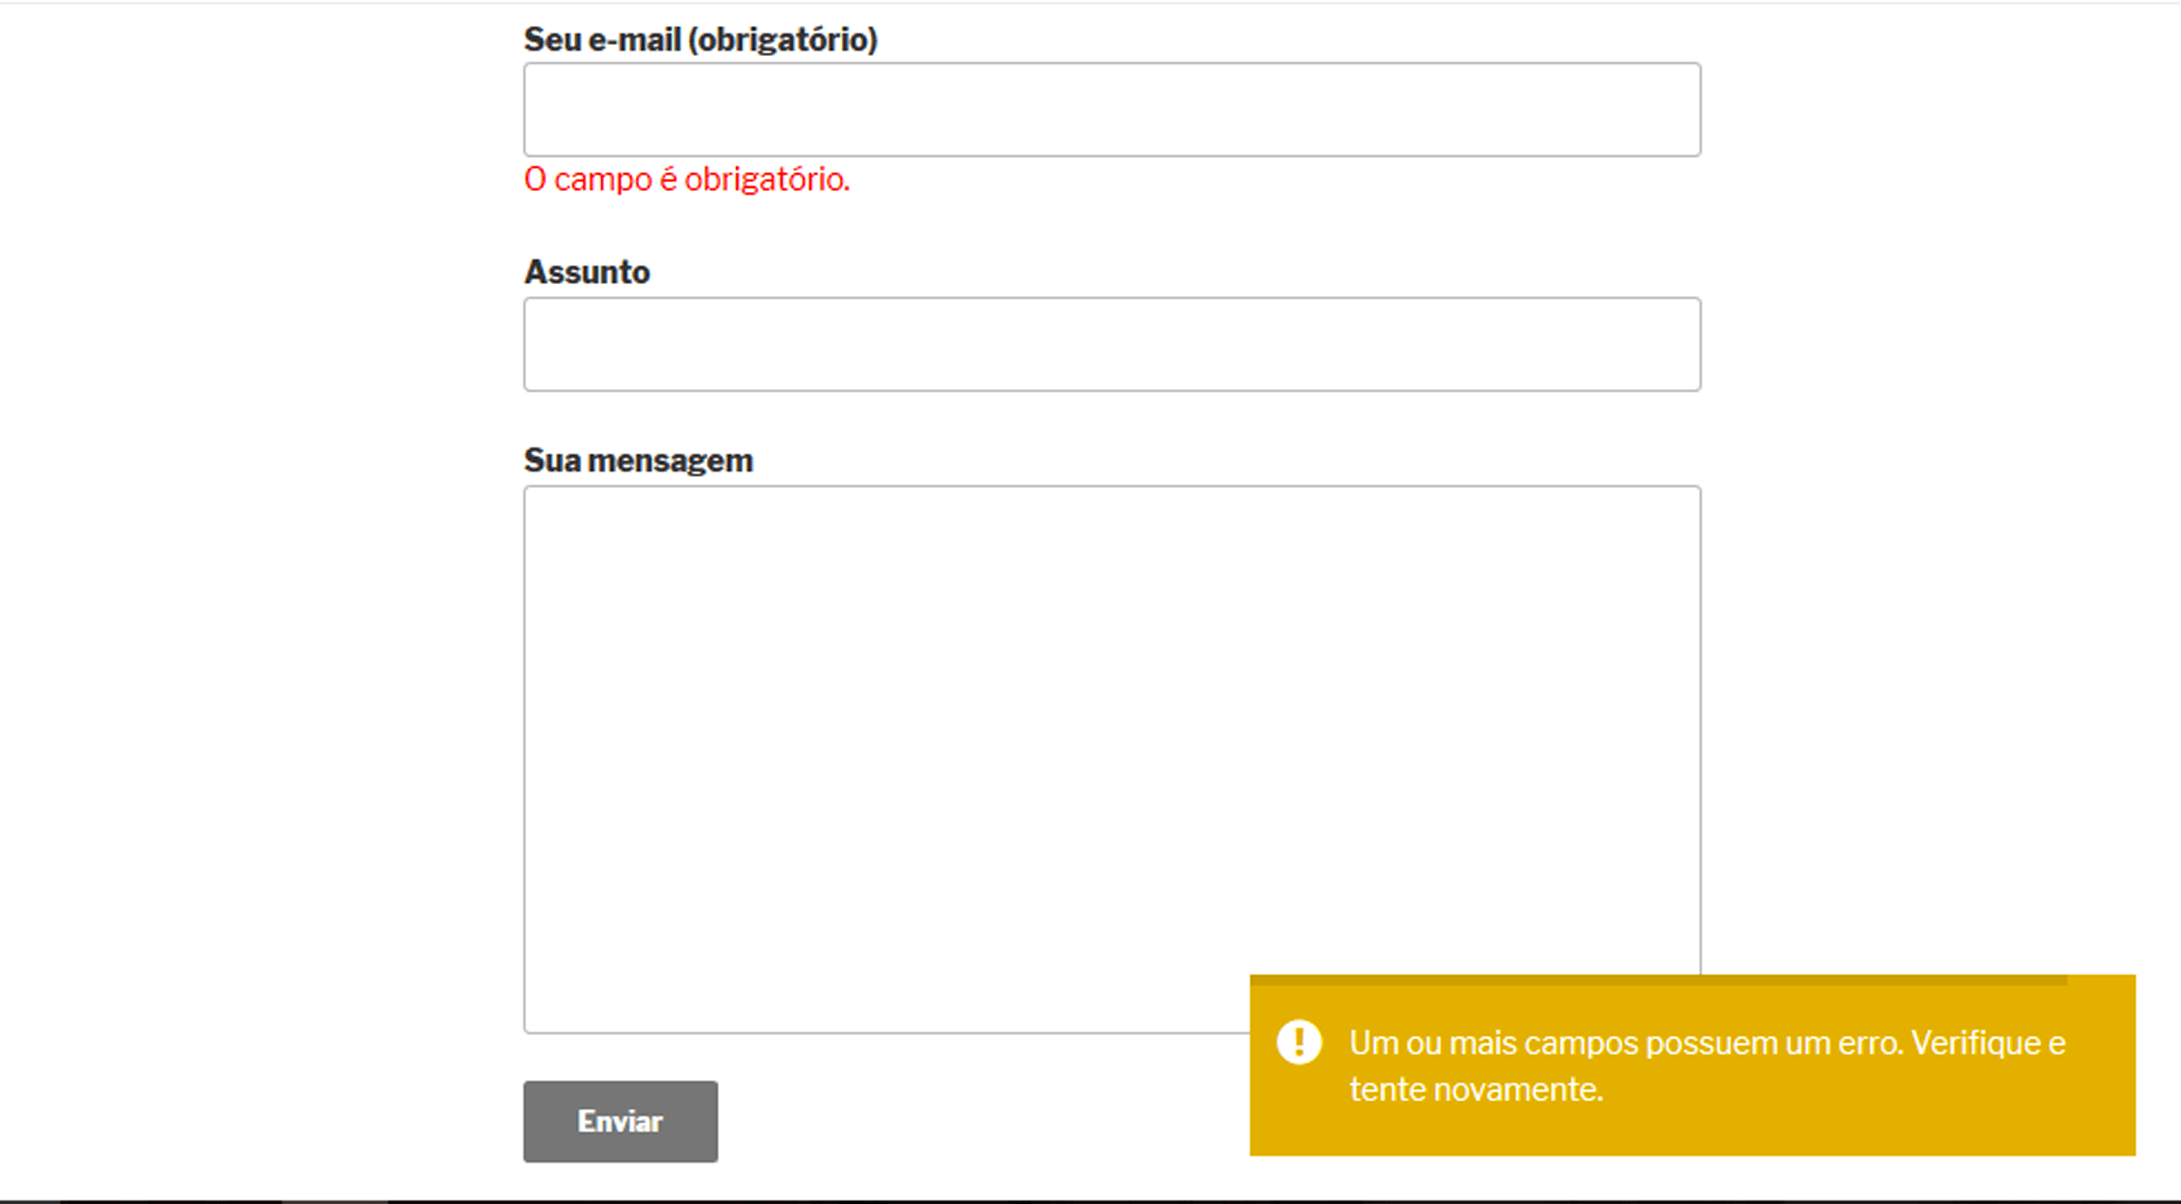 Seu e-mail (obrigatório)
O campo é obrigatório.
Assunto
Sua mensagem
Um ou mais campos possuem um erro. Verifique e
tente novamente.
Enviar